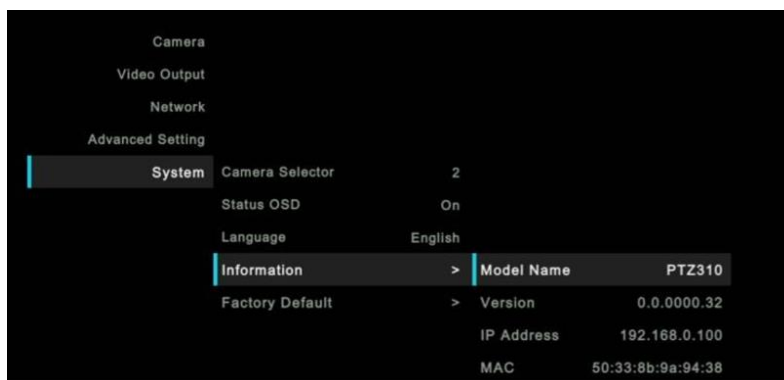 Camera
Video Output
Network
Advanced Setting
System Camera Selector 2
Status OSD On
Language English
Information > Model Name PTZ310
Factory Default > Version 0.0.0000.32
IP Address 192.168.0.100
MAC 50:33:8b:9a:94:38